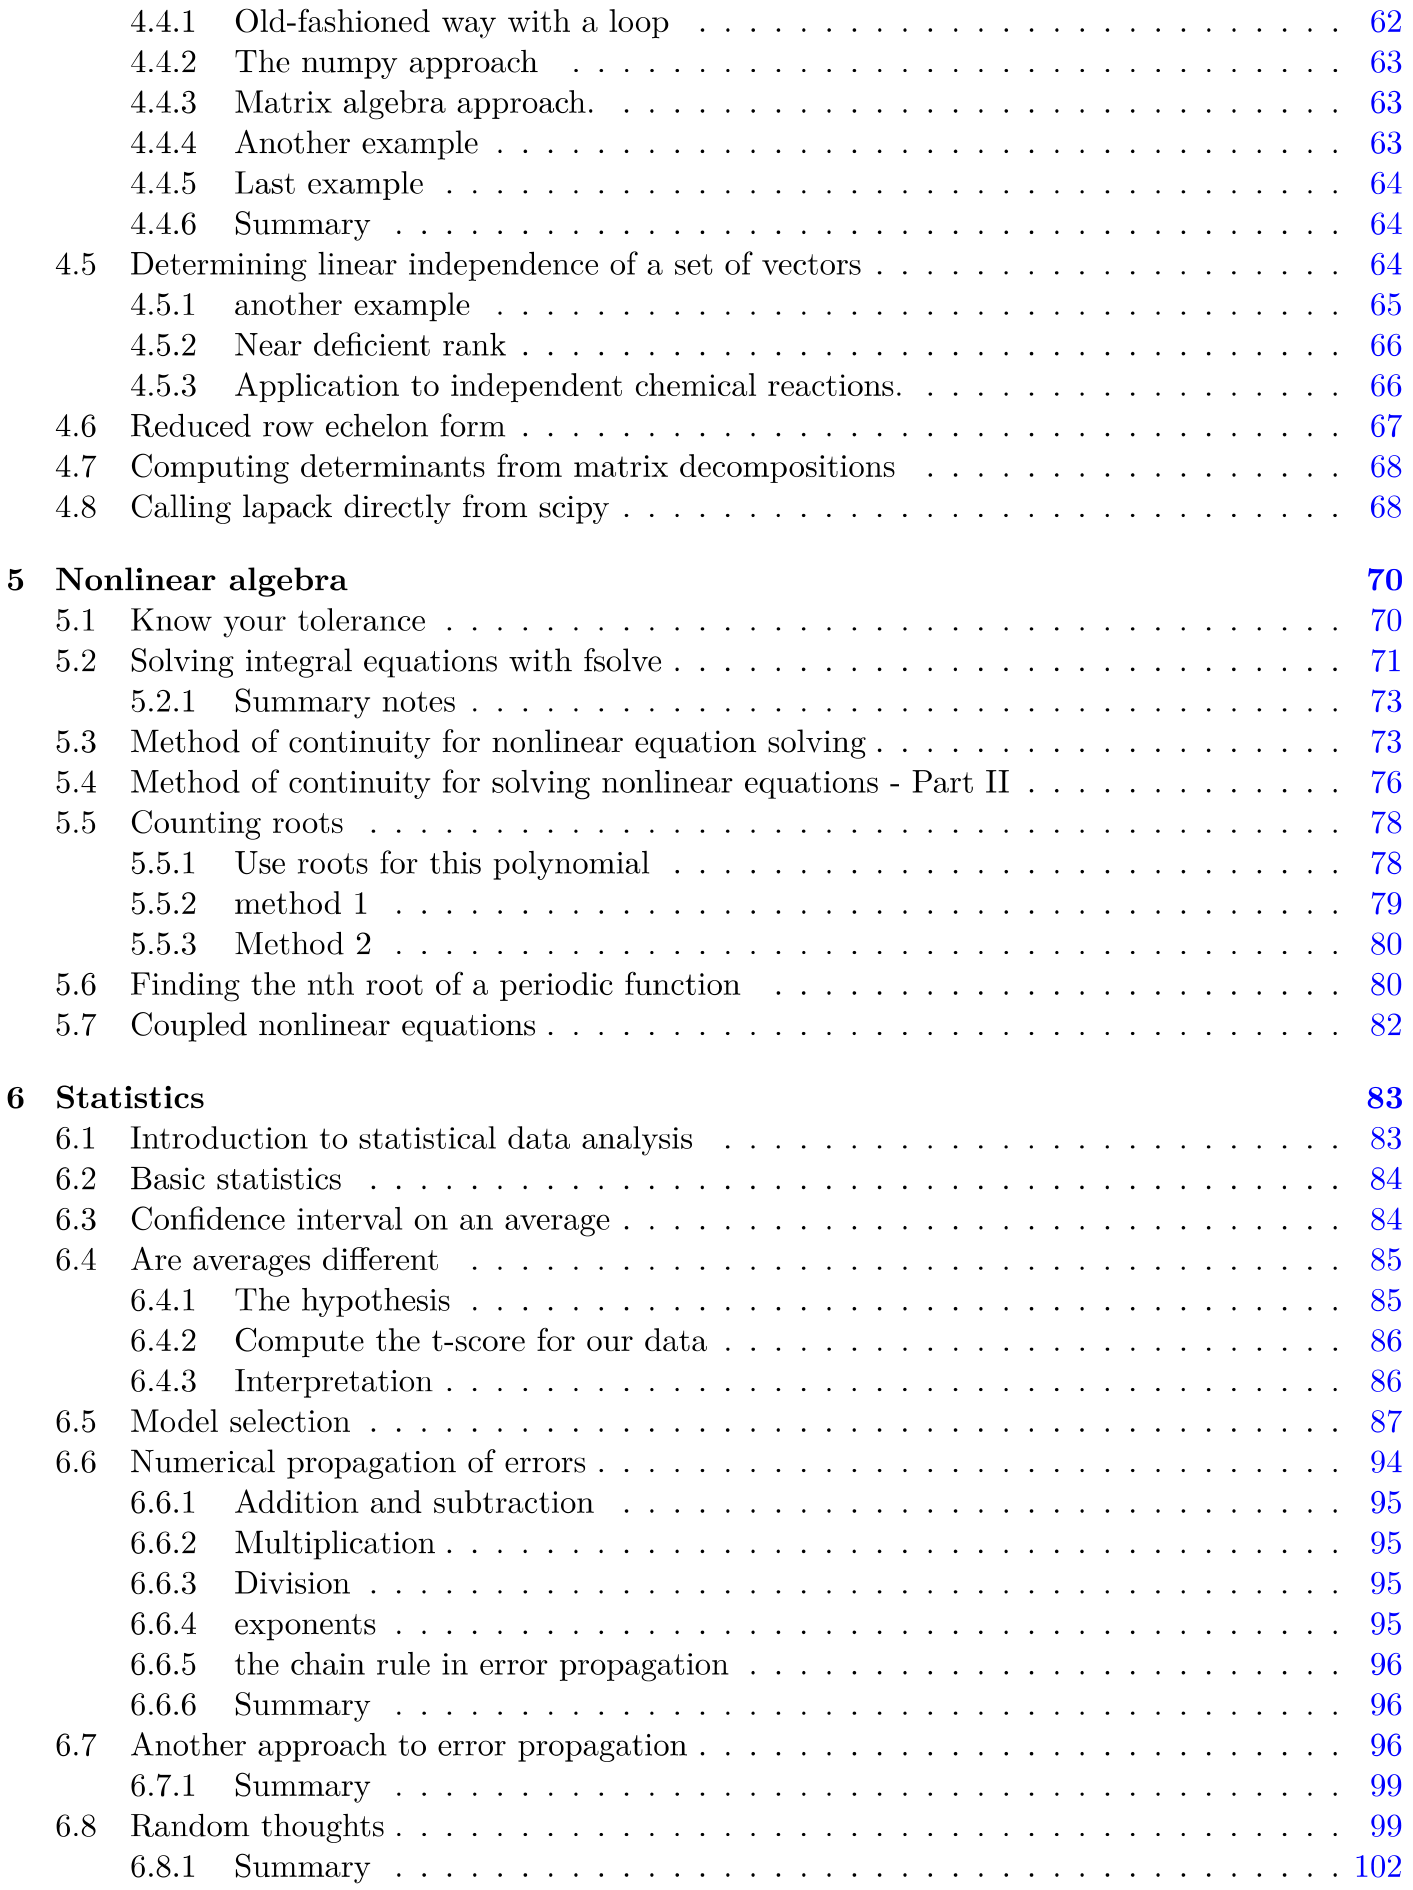 4.4.1 Old-fashioned way with a loop . . . . . . . . . . . . . . . . . . . . . . . . . . 62
4.4.2 The numpy approach . . . . . . . . . . . . . . . . . . . . . . . . . . . . . . . 63
4.4.3 Matrix algebra approach. . . . . . . . . . . . . . . . . . . . . . . . . . . . . . 63
4.4.4 Another example . . . . . . . . . . . . . . . . . . . . . . . . . . . . . . . . . . 63
4.4.5 Last example . . . . . . . . . . . . . . . . . . . . . . . . . . . . . . . . . . . . 64
4.4.6 Summary . . . . . . . . . . . . . . . . . . . . . . . . . . . . . . . . . . . . . . 64
4.5 Determining linear independence of a set of vectors . . . . . . . . . . . . . . . . . . . 64
4.5.1 another example . . . . . . . . . . . . . . . . . . . . . . . . . . . . . . . . . . 65
4.5.2 Near deficient rank . . . . . . . . . . . . . . . . . . . . . . . . . . . . . . . . . 66
4.5.3 Application to independent chemical reactions. . . . . . . . . . . . . . . . . . 66
4.6 Reduced row echelon form . . . . . . . . . . . . . . . . . . . . . . . . . . . . . . . . . 67
4.7 Computing determinants from matrix decompositions . . . . . . . . . . . . . . . . . 68
4.8 Calling lapack directly from scipy . . . . . . . . . . . . . . . . . . . . . . . . . . . . . 68
5 Nonlinear algebra 70
5.1 Know your tolerance . . . . . . . . . . . . . . . . . . . . . . . . . . . . . . . . . . . . 70
5.2 Solving integral equations with fsolve . . . . . . . . . . . . . . . . . . . . . . . . . . . 71
5.2.1 Summary notes . . . . . . . . . . . . . . . . . . . . . . . . . . . . . . . . . . . 73
5.3 Method of continuity for nonlinear equation solving . . . . . . . . . . . . . . . . . . . 73
5.4 Method of continuity for solving nonlinear equations - Part II . . . . . . . . . . . . . 76
5.5 Counting roots . . . . . . . . . . . . . . . . . . . . . . . . . . . . . . . . . . . . . . . 78
5.5.1 Use roots for this polynomial . . . . . . . . . . . . . . . . . . . . . . . . . . . 78
5.5.2 method 1 . . . . . . . . . . . . . . . . . . . . . . . . . . . . . . . . . . . . . . 79
5.5.3 Method 2 . . . . . . . . . . . . . . . . . . . . . . . . . . . . . . . . . . . . . . 80
5.6 Finding the nth root of a periodic function . . . . . . . . . . . . . . . . . . . . . . . 80
5.7 Coupled nonlinear equations . . . . . . . . . . . . . . . . . . . . . . . . . . . . . . . . 82
6 Statistics 83
6.1 Introduction to statistical data analysis . . . . . . . . . . . . . . . . . . . . . . . . . 83
6.2 Basic statistics . . . . . . . . . . . . . . . . . . . . . . . . . . . . . . . . . . . . . . . 84
6.3 Confidence interval on an average . . . . . . . . . . . . . . . . . . . . . . . . . . . . . 84
6.4 Are averages different . . . . . . . . . . . . . . . . . . . . . . . . . . . . . . . . . . . 85
6.4.1 The hypothesis . . . . . . . . . . . . . . . . . . . . . . . . . . . . . . . . . . . 85
6.4.2 Compute the t-score for our data . . . . . . . . . . . . . . . . . . . . . . . . . 86
6.4.3 Interpretation . . . . . . . . . . . . . . . . . . . . . . . . . . . . . . . . . . . . 86
6.5 Model selection . . . . . . . . . . . . . . . . . . . . . . . . . . . . . . . . . . . . . . . 87
6.6 Numerical propagation of errors . . . . . . . . . . . . . . . . . . . . . . . . . . . . . . 94
6.6.1 Addition and subtraction . . . . . . . . . . . . . . . . . . . . . . . . . . . . . 95
6.6.2 Multiplication . . . . . . . . . . . . . . . . . . . . . . . . . . . . . . . . . . . . 95
6.6.3 Division . . . . . . . . . . . . . . . . . . . . . . . . . . . . . . . . . . . . . . . 95
6.6.4 exponents . . . . . . . . . . . . . . . . . . . . . . . . . . . . . . . . . . . . . . 95
6.6.5 the chain rule in error propagation . . . . . . . . . . . . . . . . . . . . . . . . 96
6.6.6 Summary . . . . . . . . . . . . . . . . . . . . . . . . . . . . . . . . . . . . . . 96
6.7 Another approach to error propagation . . . . . . . . . . . . . . . . . . . . . . . . . . 96
6.7.1 Summary . . . . . . . . . . . . . . . . . . . . . . . . . . . . . . . . . . . . . . 99
6.8 Random thoughts . . . . . . . . . . . . . . . . . . . . . . . . . . . . . . . . . . . . . . 99
6.8.1 Summary . . . . . . . . . . . . . . . . . . . . . . . . . . . . . . . . . . . . . . 102